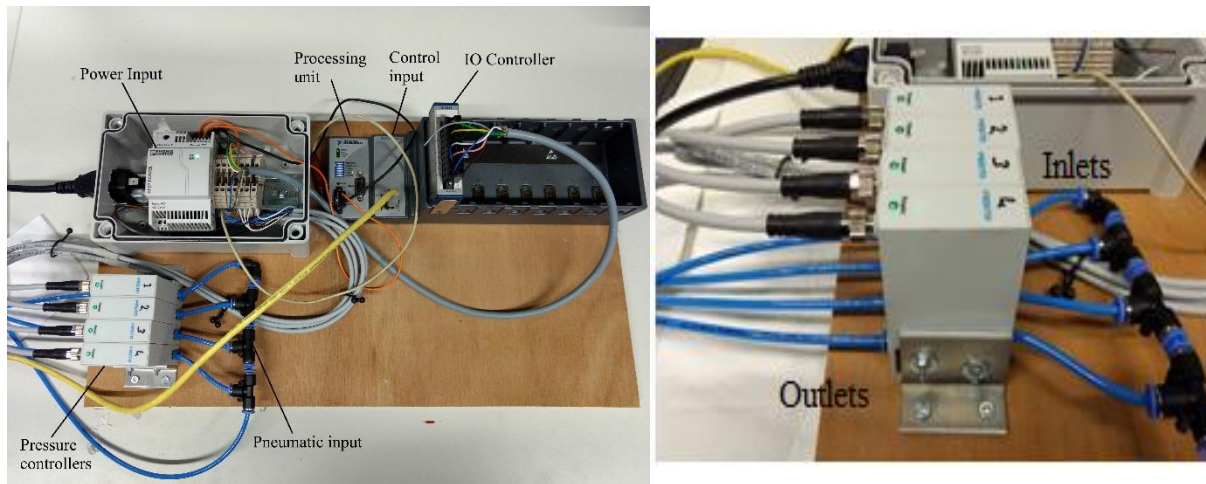 Power Input
Processing
unit
Control
input
IO Controller
Pressure
controllers
Pneumatic input
1
2
3
4
1
2
3
4
Inlets
Outlets